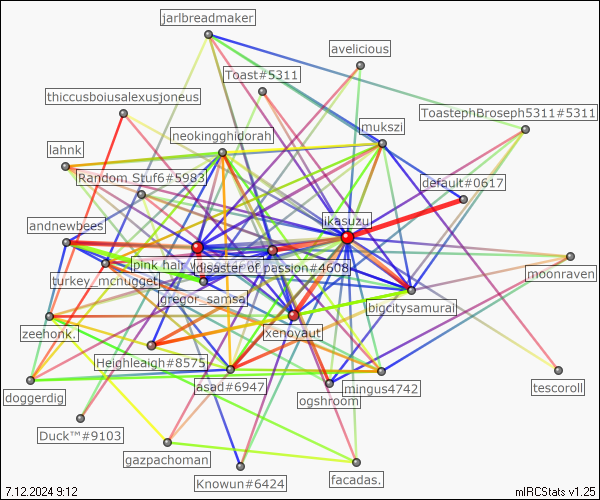 jarlbreadmaker
avelicious
Toast#5311
thiccusboiusalexusjoneus
ToastephBroseph5311#5311
mukszi
neokingghidorah
lahnk
Random Stuf6#5983
default#0617
ikasuzu
andnewbees
pink hair
disaster of passion#4608
moonraven
turkey_mcnugget
gregor_samsa
bigcitysamurai
zeehonk.
xenoyaut
Heighleaigh#8575
asad#6947
mingus4742
tescoroll
doggerdig
ogshroom
Duck™#9103
gazpachoman
facadas.
Knowun#6424
7.12.2024 9:12
mIRCStats v1.25